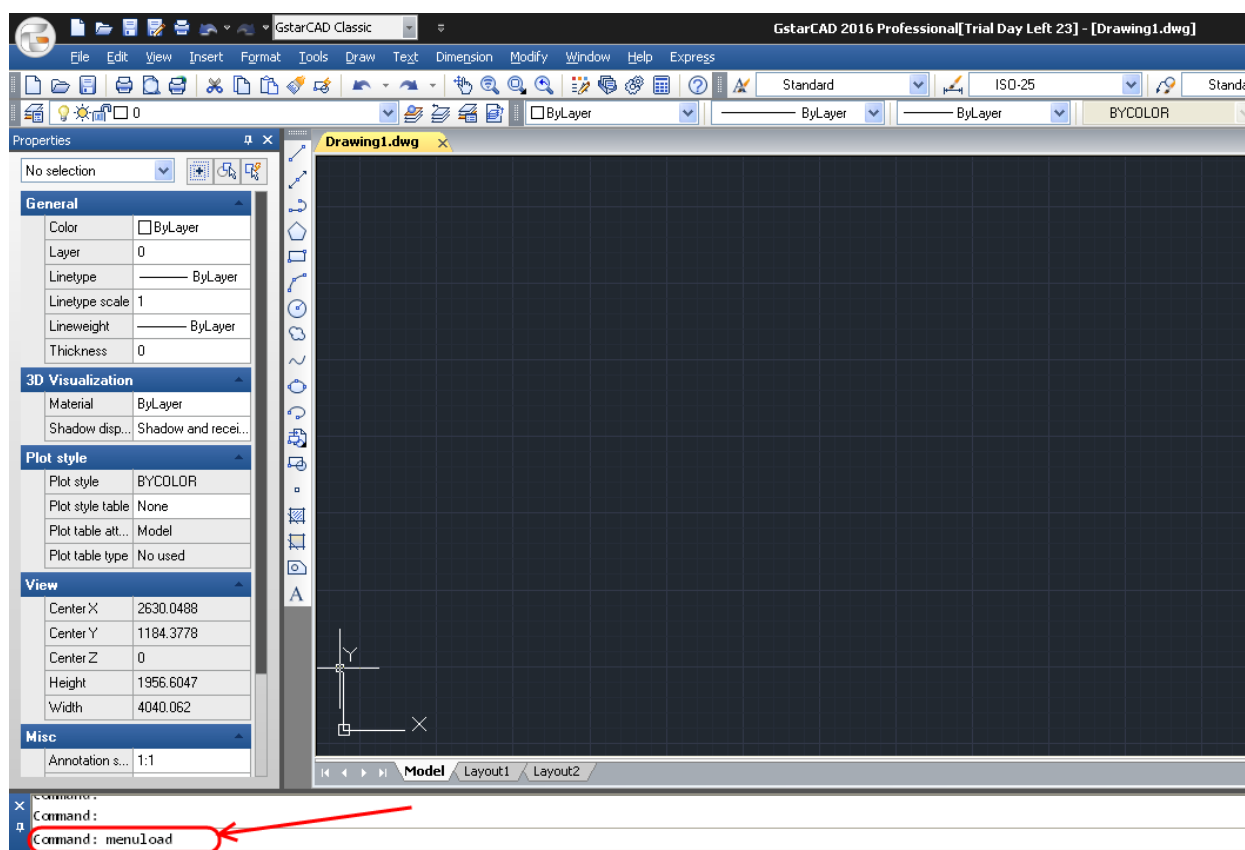 GstarCAD Classic
GstarCAD 2016 Professional[Trial Day Left 23] - [Drawing1.dwg]
File Edit View Insert Format Tools Draw Text Dimension Modify Window Help Express
Standard ISO-25
0 ByLayer ByLayer ByLayer BYCOLOR
Properties
Drawing1.dwg
No selection
General
Color ByLayer
Layer 0
Linetype ByLayer
Linetype scale 1
Lineweight ByLayer
Thickness 0
3D Visualization
Material ByLayer
Shadow disp... Shadow and recei...
Plot style
Plot style BYCOLOR
Plot style table None
Plot table att... Model
Plot table type No used
View
Center X 2630.0488
Center Y 1184.3778
Center Z 0
Height 1956.6047
Width 4040.062
Misc
Annotation s... 1:1
Y
X
Model Layout1 Layout2
Command:
Command: menuload